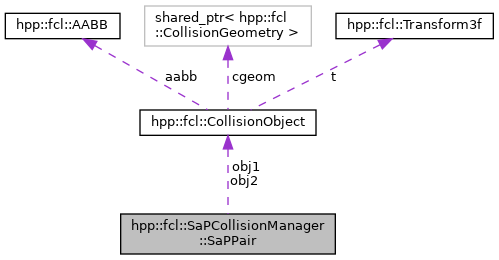 hpp::fcl::AABB
shared_ptr< hpp::fcl
::CollisionGeometry >
hpp::fcl::Transform3f
aabb
cgeom
t
hpp::fcl::CollisionObject
obj1
obj2
hpp::fcl::SaPCollisionManager
::SaPPair